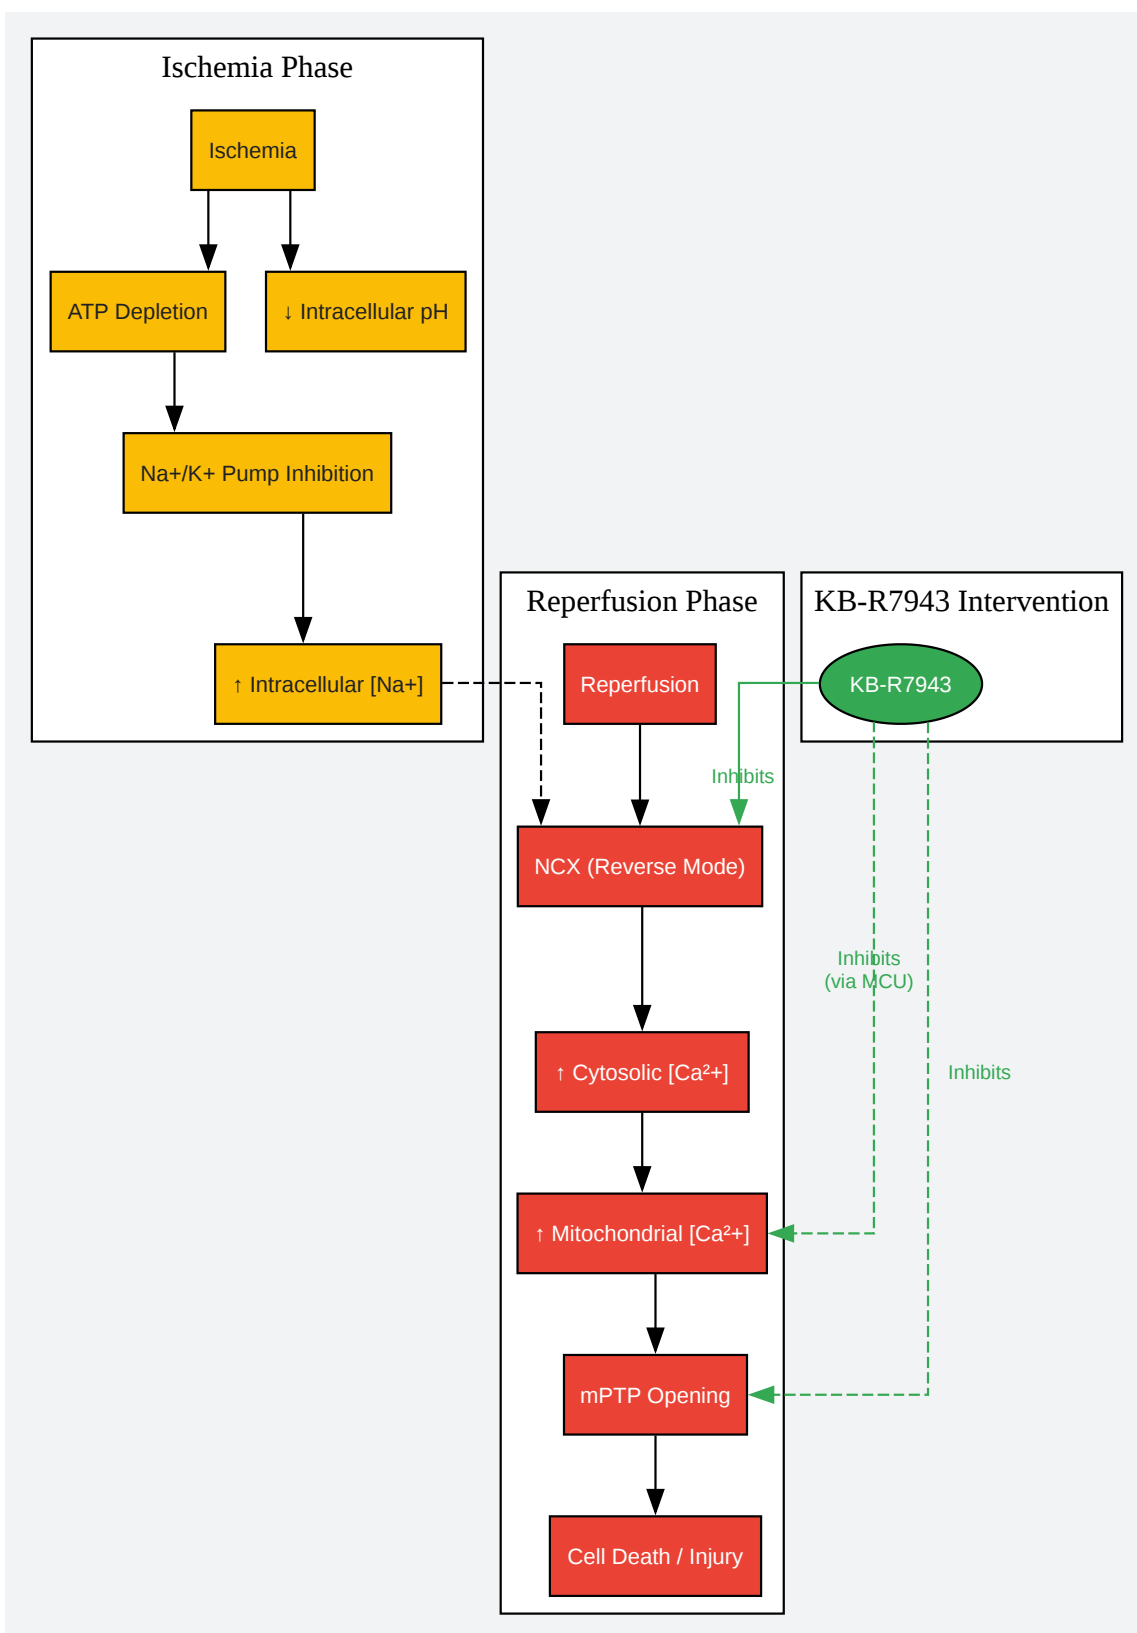 Ischemia Phase
Ischemia
ATP Depletion
↓ Intracellular pH
Na+/K+ Pump Inhibition
↑ Intracellular [Na+]
Reperfusion Phase
Reperfusion
KB-R7943 Intervention
KB-R7943
Inhibits
NCX (Reverse Mode)
Inhibits
(via MCU)
↑ Cytosolic [Ca²+]
Inhibits
↑ Mitochondrial [Ca²+]
mPTP Opening
Cell Death / Injury